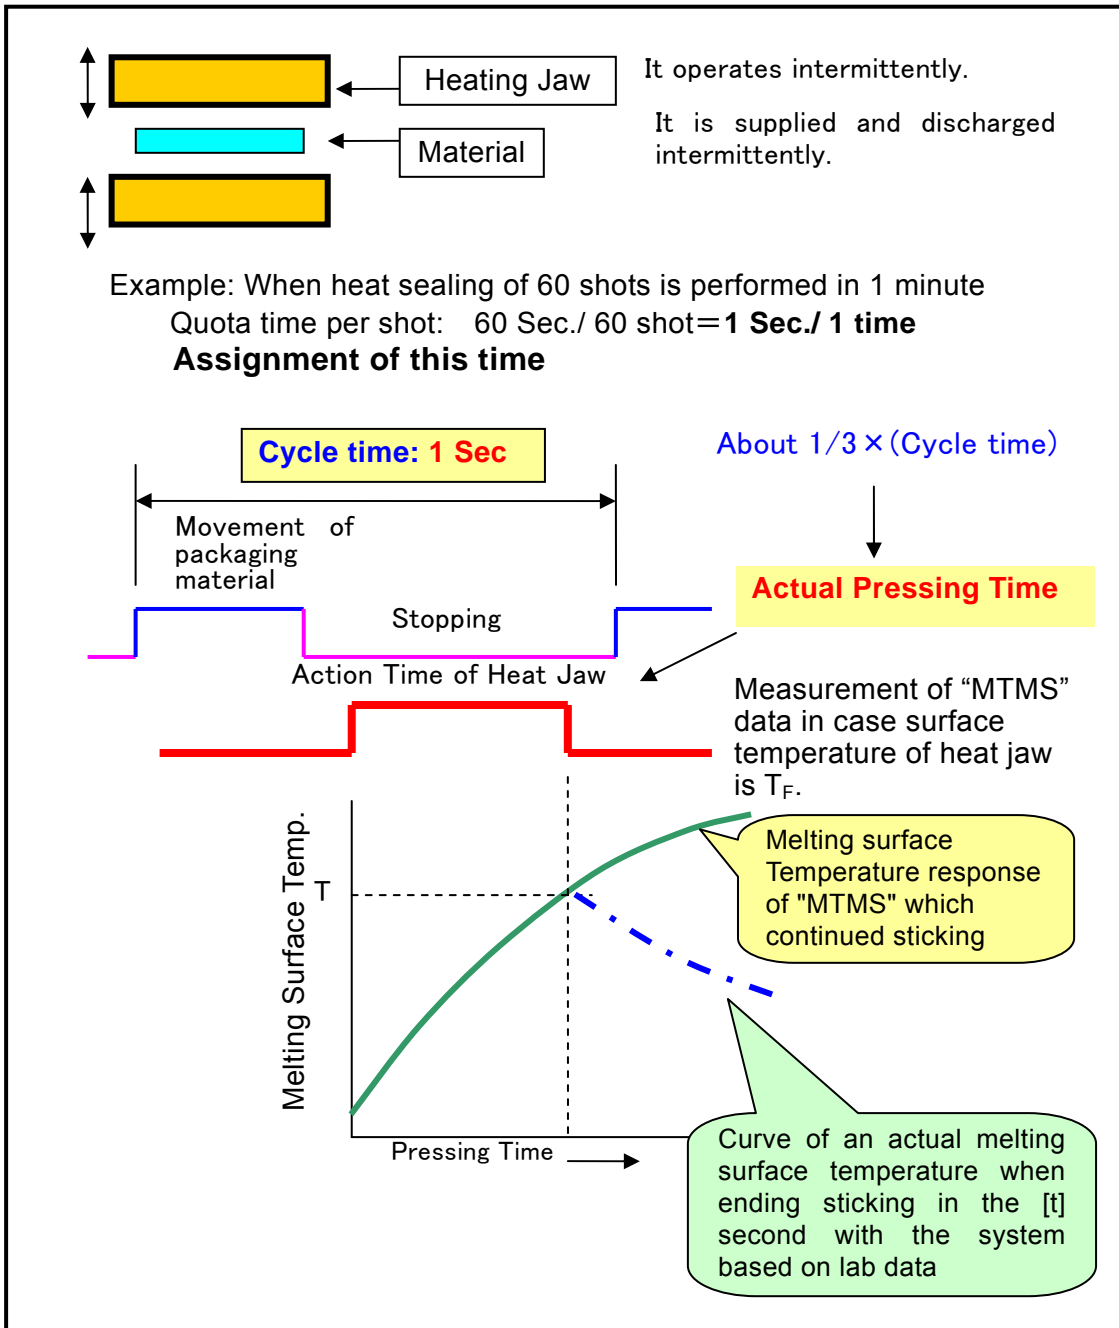 Heating Jaw
It operates intermittently.
Material
It is supplied and discharged
intermittently.
Example: When heat sealing of 60 shots is performed in 1 minute
Quota time per shot: 60 Sec./ 60 shot=1 Sec./ 1 time
Assignment of this time
Cycle time: 1 Sec
About 1/3×(Cycle time)
Movement of
packaging
material
Actual Pressing Time
Stopping
Action Time of Heat Jaw
Measurement of “MTMS”
data in case surface
temperature of heat jaw
is TF.
Melting Surface Temp.
T
Melting surface
Temperature response
of "MTMS" which
continued sticking
Pressing Time
Curve of an actual melting
surface temperature when
ending sticking in the [t]
second with the system
based on lab data